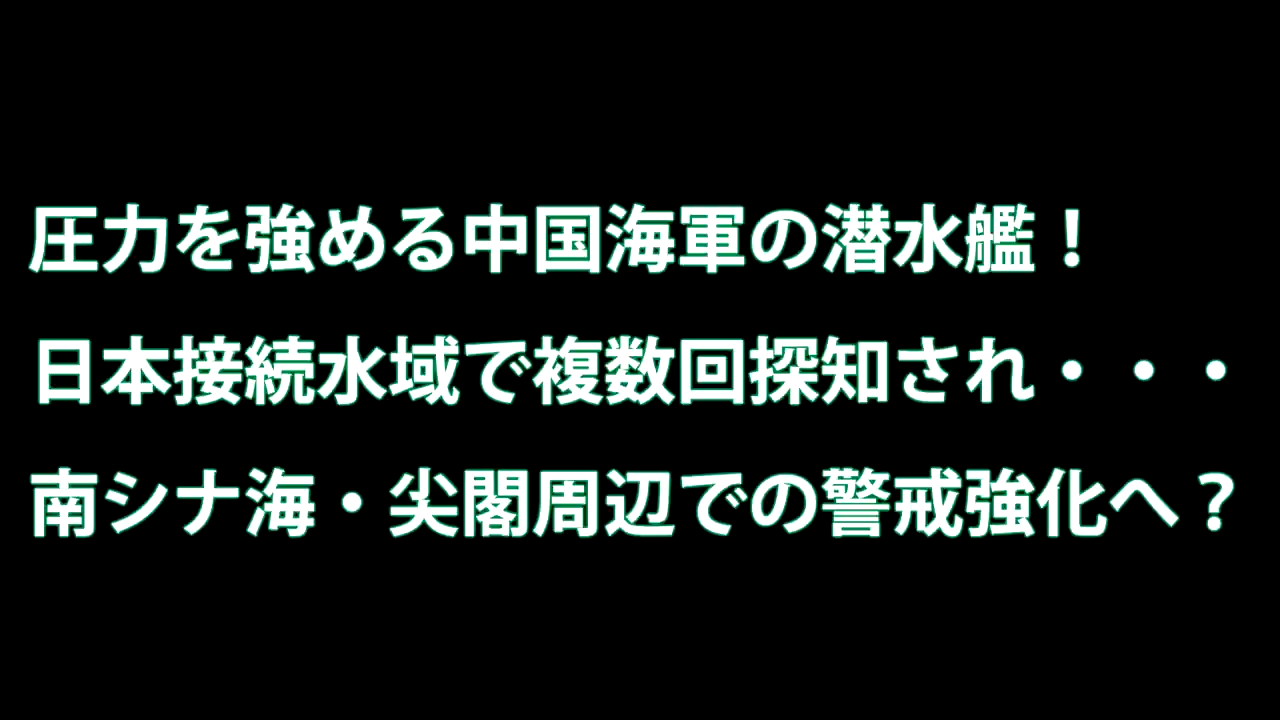 圧力を強める中国海軍の潜水艦！
日本接続水域で複数回探知され・・・
南シナ海・尖閣周辺での警戒強化へ？